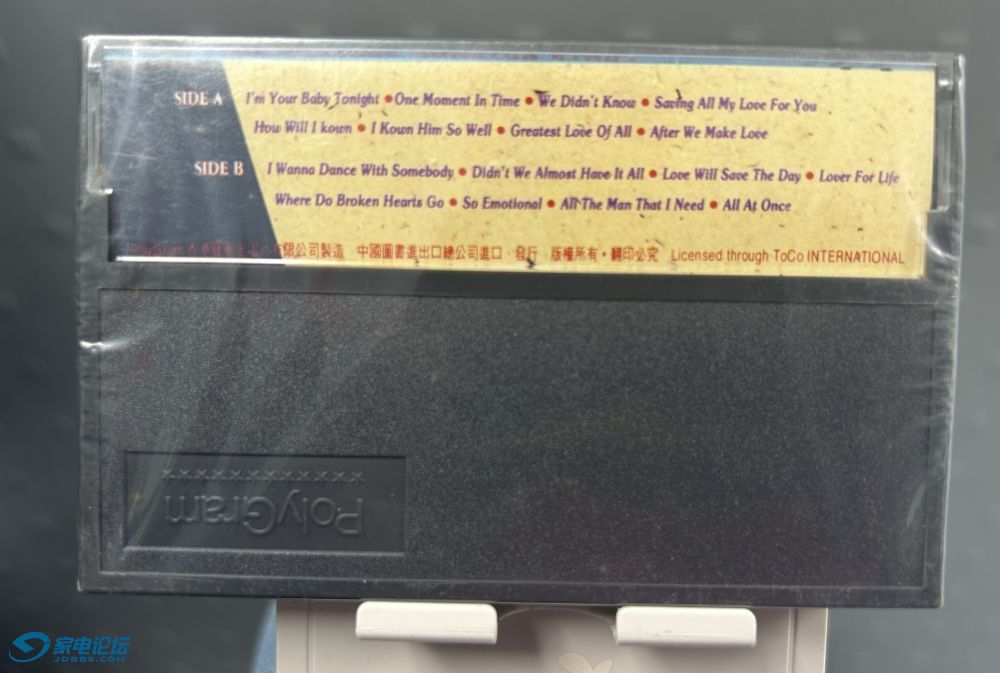 SIDE A I'm Your Baby Tonight • One Moment In Time • We Didn't Know • Saving All My Love For You
How Will I kown • I Kown Him So Well • Greatest Love Of All • After We Make Love
SIDE B I Wanna Dance With Somebody • Didn't We Almost Have It All • Love Will Save The Day • Lover For Life
Where Do Broken Hearts Go • So Emotional • All The Man That I Need • All At Once
PolyGram 有限公司製造 中國圖書進出口總公司進口、發行 版權所有·翻印必究 Licensed through ToCo INTERNATIONAL
PolyGram
家电论坛
JDBBS.COM